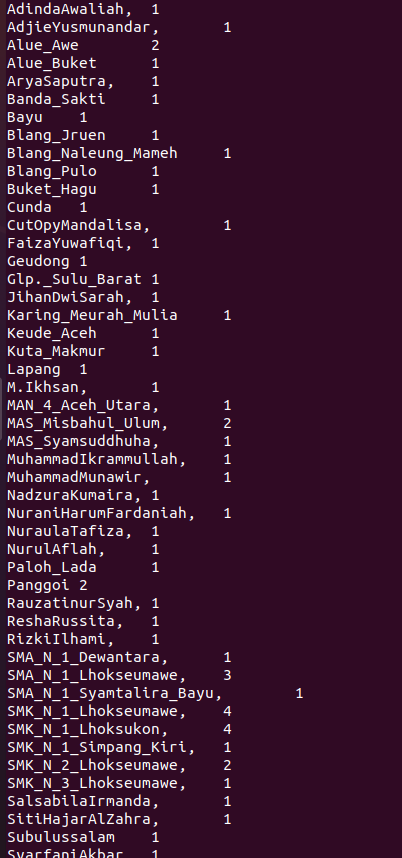 AdindaAwaliah, 1
AdjieYusmunandar, 1
Alue_Awe 2
Alue_Buket 1
AryaSaputra, 1
Banda_Sakti 1
Bayu 1
Blang_Jruen 1
Blang_Naleung_Mameh 1
Blang_Pulo 1
Buket_Hagu 1
Cunda 1
CutOpyMandalisa, 1
FaizaYuwafiqi, 1
Geudong 1
Glp._Sulu_Barat 1
JihanDwiSarah, 1
Karing_Meurah_Mulia 1
Keude_Aceh 1
Kuta_Makmur 1
Lapang 1
M.Ikhsan, 1
MAN_4_Aceh_Utara, 1
MAS_Misbahul_Ulum, 2
MAS_Syamsuddhuha, 1
MuhammadIkrammullah, 1
MuhammadMunawir, 1
NadzuraKumaira, 1
NuraniHarumFardaniah, 1
NuraulaTafiza, 1
NurulAflah, 1
Paloh_Lada 1
Panggoi 2
RauzatinurSyah, 1
ReshaRussita, 1
RizkiIlhami, 1
SMA_N_1_Dewantara, 1
SMA_N_1_Lhokseumawe, 3
SMA_N_1_Syamtalira_Bayu, 1
SMK_N_1_Lhokseumawe, 4
SMK_N_1_Lhoksukon, 4
SMK_N_1_Simpang_Kiri, 1
SMK_N_2_Lhokseumawe, 2
SMK_N_3_Lhokseumawe, 1
SalsabilaIrmanda, 1
SitiHajarAlZahra, 1
Subulussalam 1
SyarfaniAkbar 1